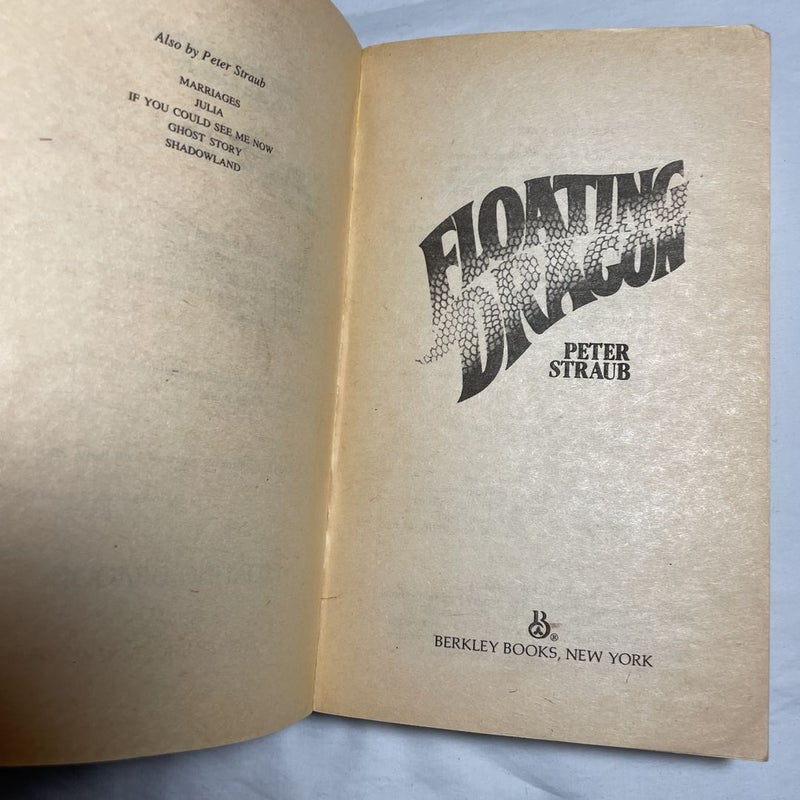 Also by Peter Straub
MARRIAGES
JULIA
IF YOU COULD SEE ME NOW
GHOST STORY
SHADOWLAND
FLOATING
DRAGON
PETER
STRAUB
B
®
BERKLEY BOOKS, NEW YORK